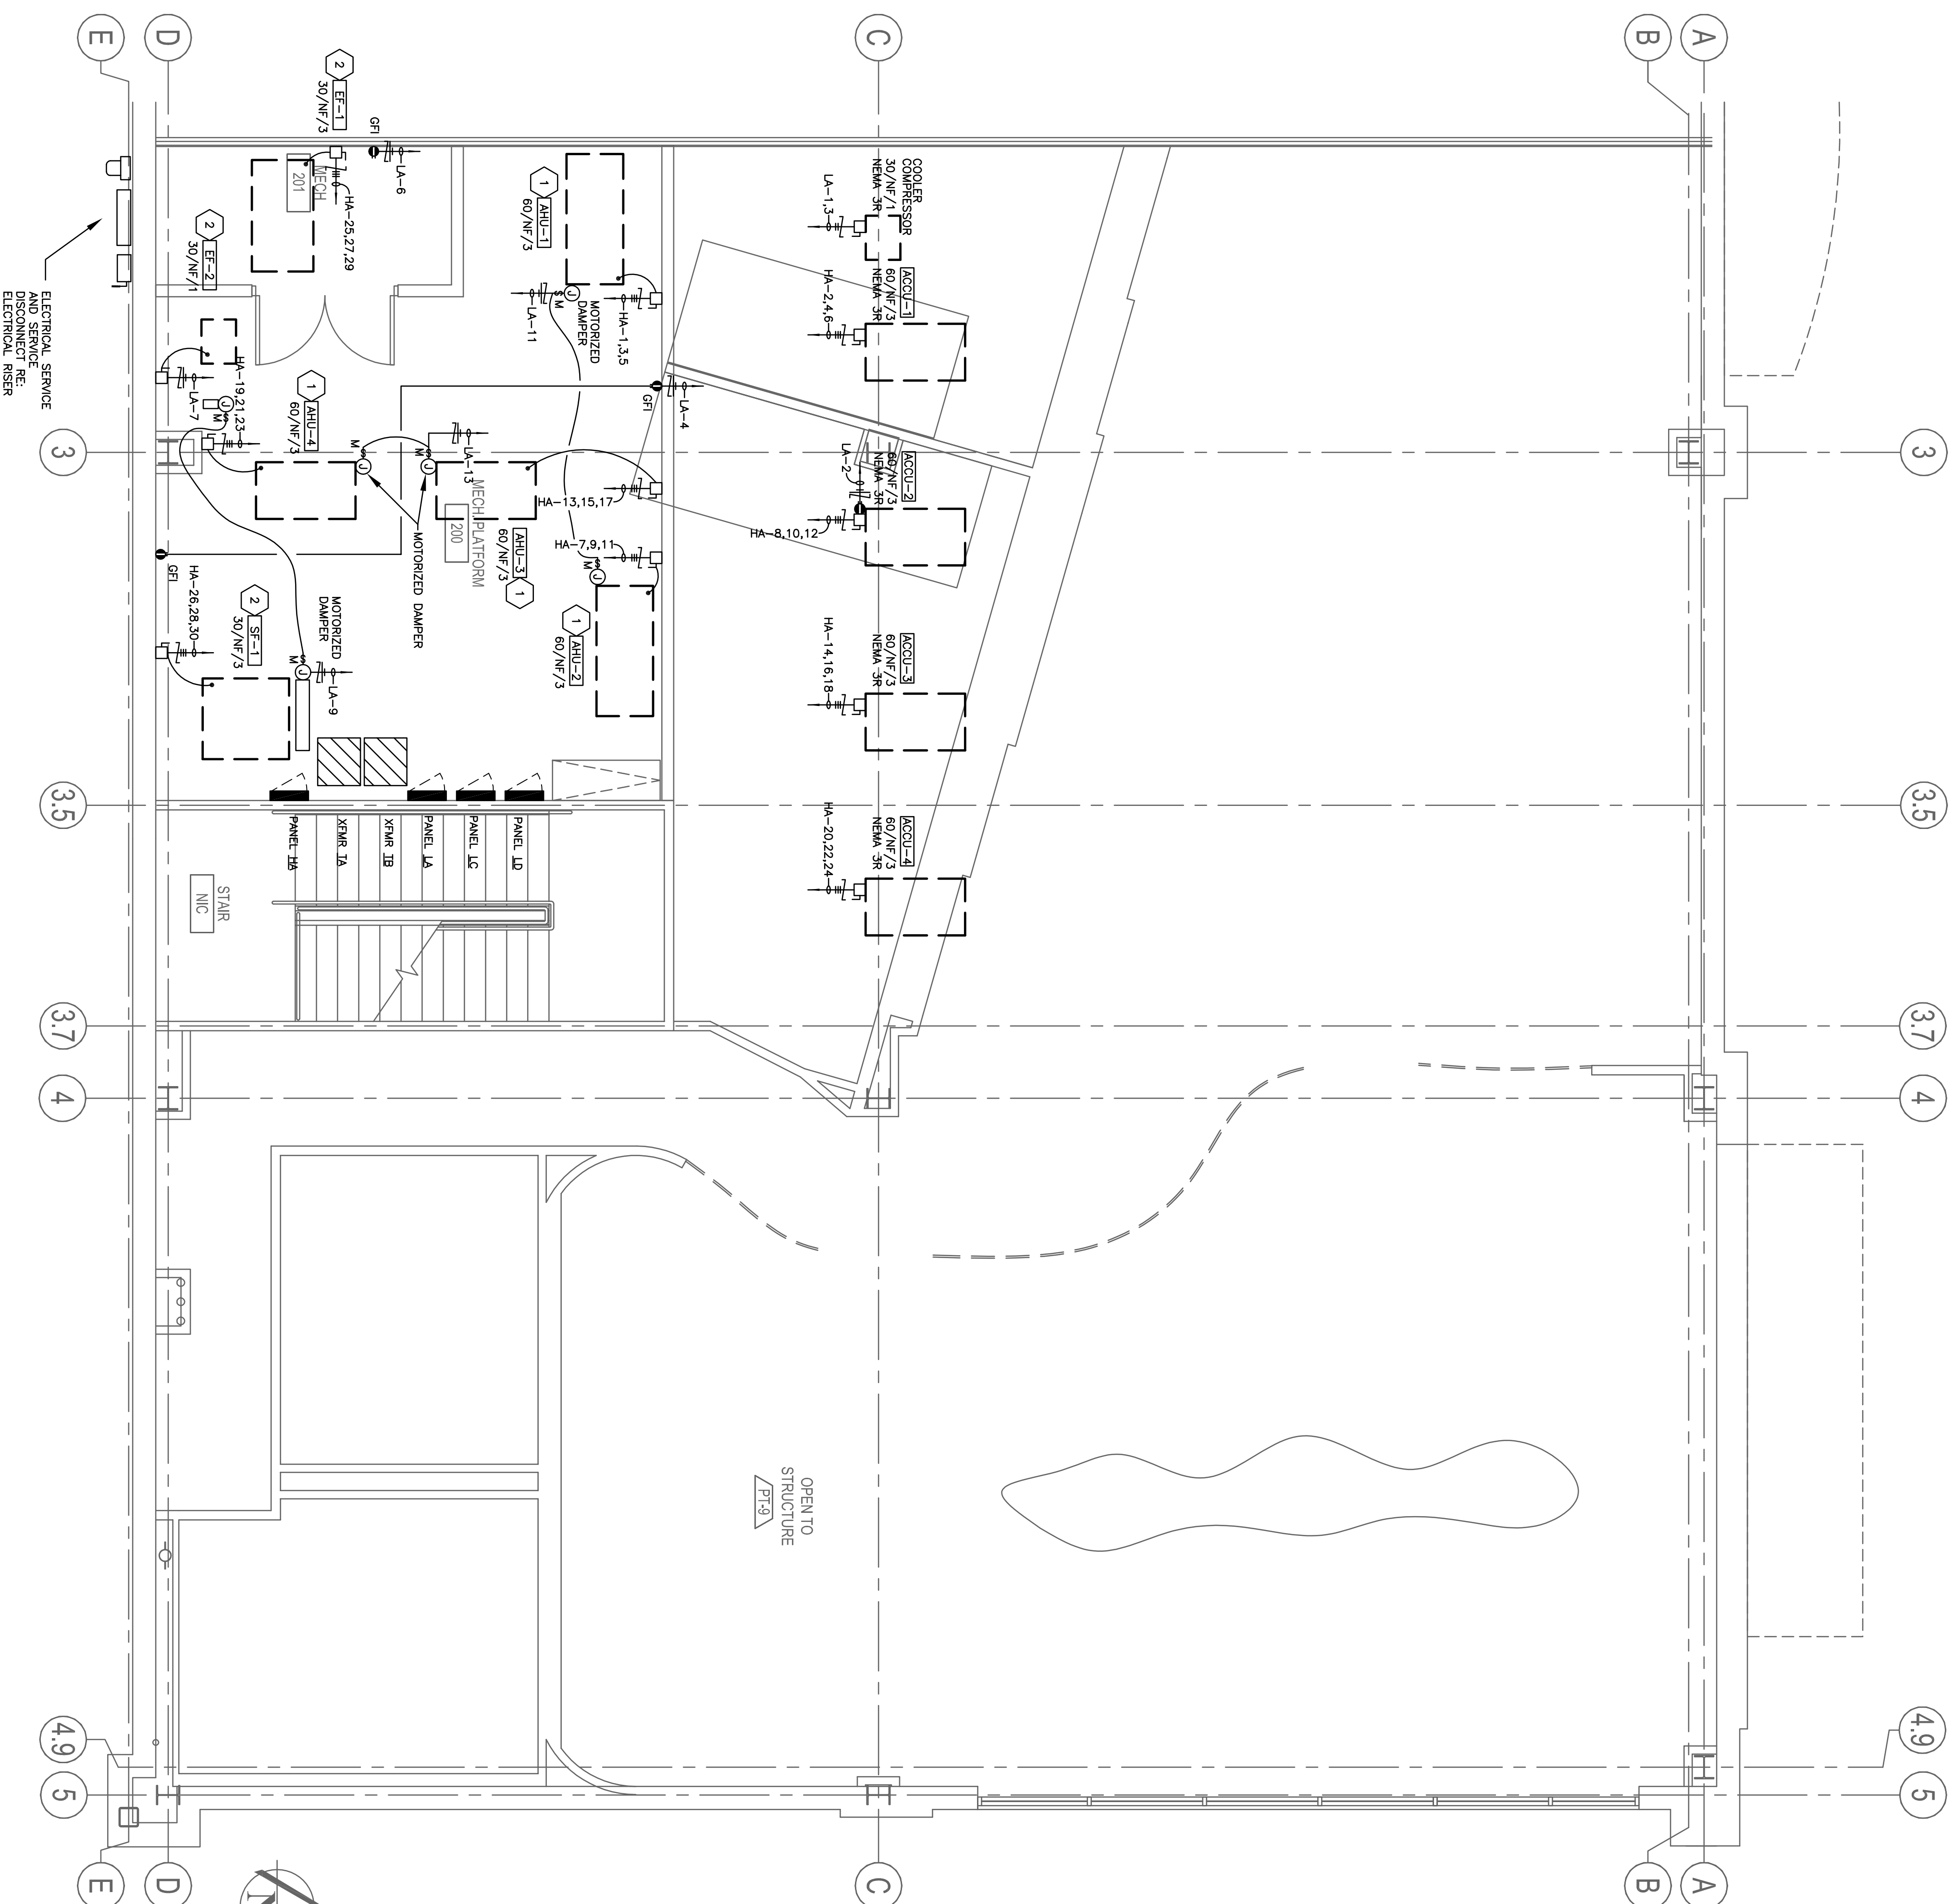 A
B
C
D
E
3
3.5
3.7
4
4.9
5
COOLER
COMPRESSOR
30/NF/1
NEMA 3R
LA-1,3
ACCU-1
60/NF/3
NEMA 3R
HA-2,4,6
ACCU-2
60/NF/3
NEMA 3R
LA-2
HA-8,10,12
ACCU-3
60/NF/3
NEMA 3R
HA-14,16,18
ACCU-4
60/NF/3
NEMA 3R
HA-20,22,24
1
AHU-1
60/NF/3
HA-1,3,5
MOTORIZED
DAMPER
J
S
M
LA-11
LA-4
GFI
HA-13,15,17
HA-7,9,11
S
M
J
1
AHU-2
60/NF/3
AHU-3
1
60/NF/3
MECH. PLATFORM
200
LA-13
S
M
J
S
M
J
MOTORIZED DAMPER
1
AHU-4
60/NF/3
HA-19,21,23
GFI
LA-6
2
EF-1
30/NF/3
MECH
201
HA-25,27,29
2
EF-2
30/NF/1
LA-7
J
S
M
GFI
HA-26,28,30
2
SF-1
30/NF/3
MOTORIZED
DAMPER
S
M
J
LA-9
PANEL LD
PANEL LC
PANEL LA
XFMR TB
XFMR TA
PANEL HA
STAIR
NIC
OPEN TO
STRUCTURE
PT-9
ELECTRICAL SERVICE
AND SERVICE
DISCONNECT RE:
ELECTRICAL RISER
A
B
C
D
E
3
3.5
3.7
4
4.9
5
N